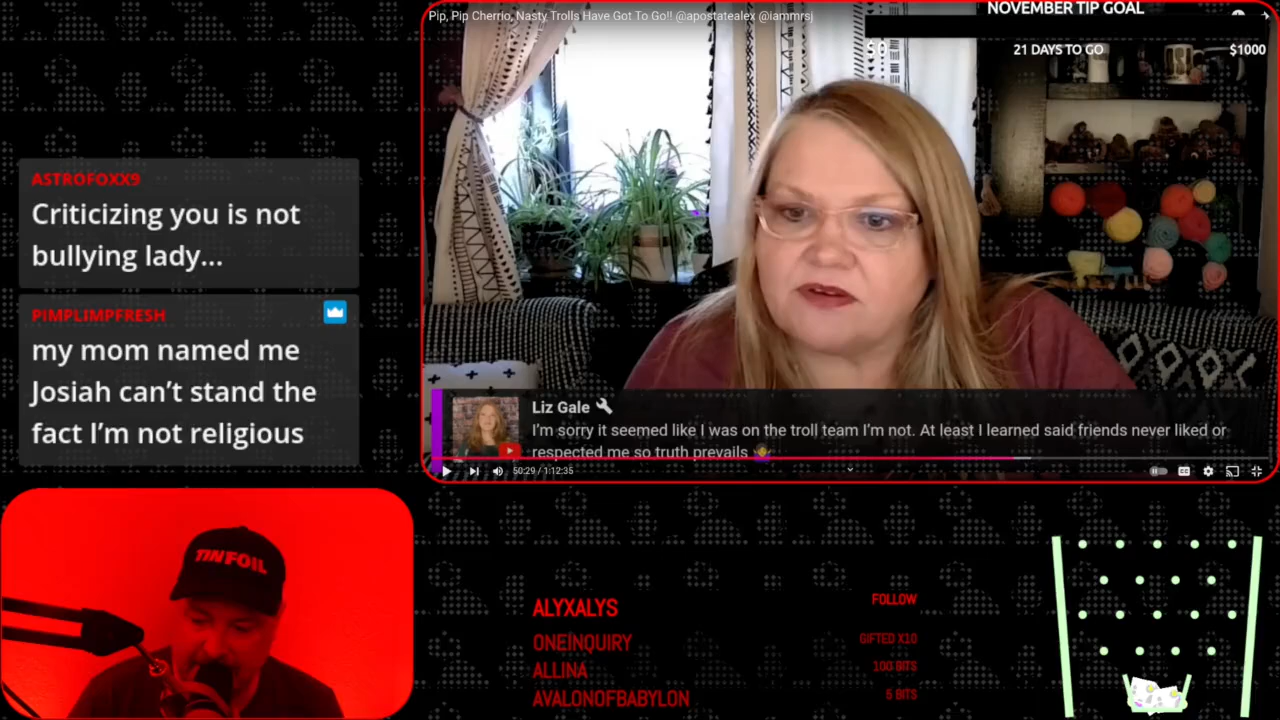 Pip, Pip Cherrio, Nasty Trolls Have Got To Go!! @apostatealex @iammrsj
NOVEMBER TIP GOAL
$0
21 DAYS TO GO
$1000
ASTROFOXX9
Criticizing you is not
bullying lady...
PIMPLIMPFRESH
my mom named me
Josiah can't stand the
fact I'm not religious
Liz Gale
I'm sorry it seemed like I was on the troll team I'm not. At least I learned said friends never liked or
respected me so truth prevails
50:29 / 1:12:35
CC
TINFOIL
ALYXALYS
FOLLOW
ONEINQUIRY
GIFTED X10
ALLINA
100 BITS
AVALONOFBABYLON
5 BITS